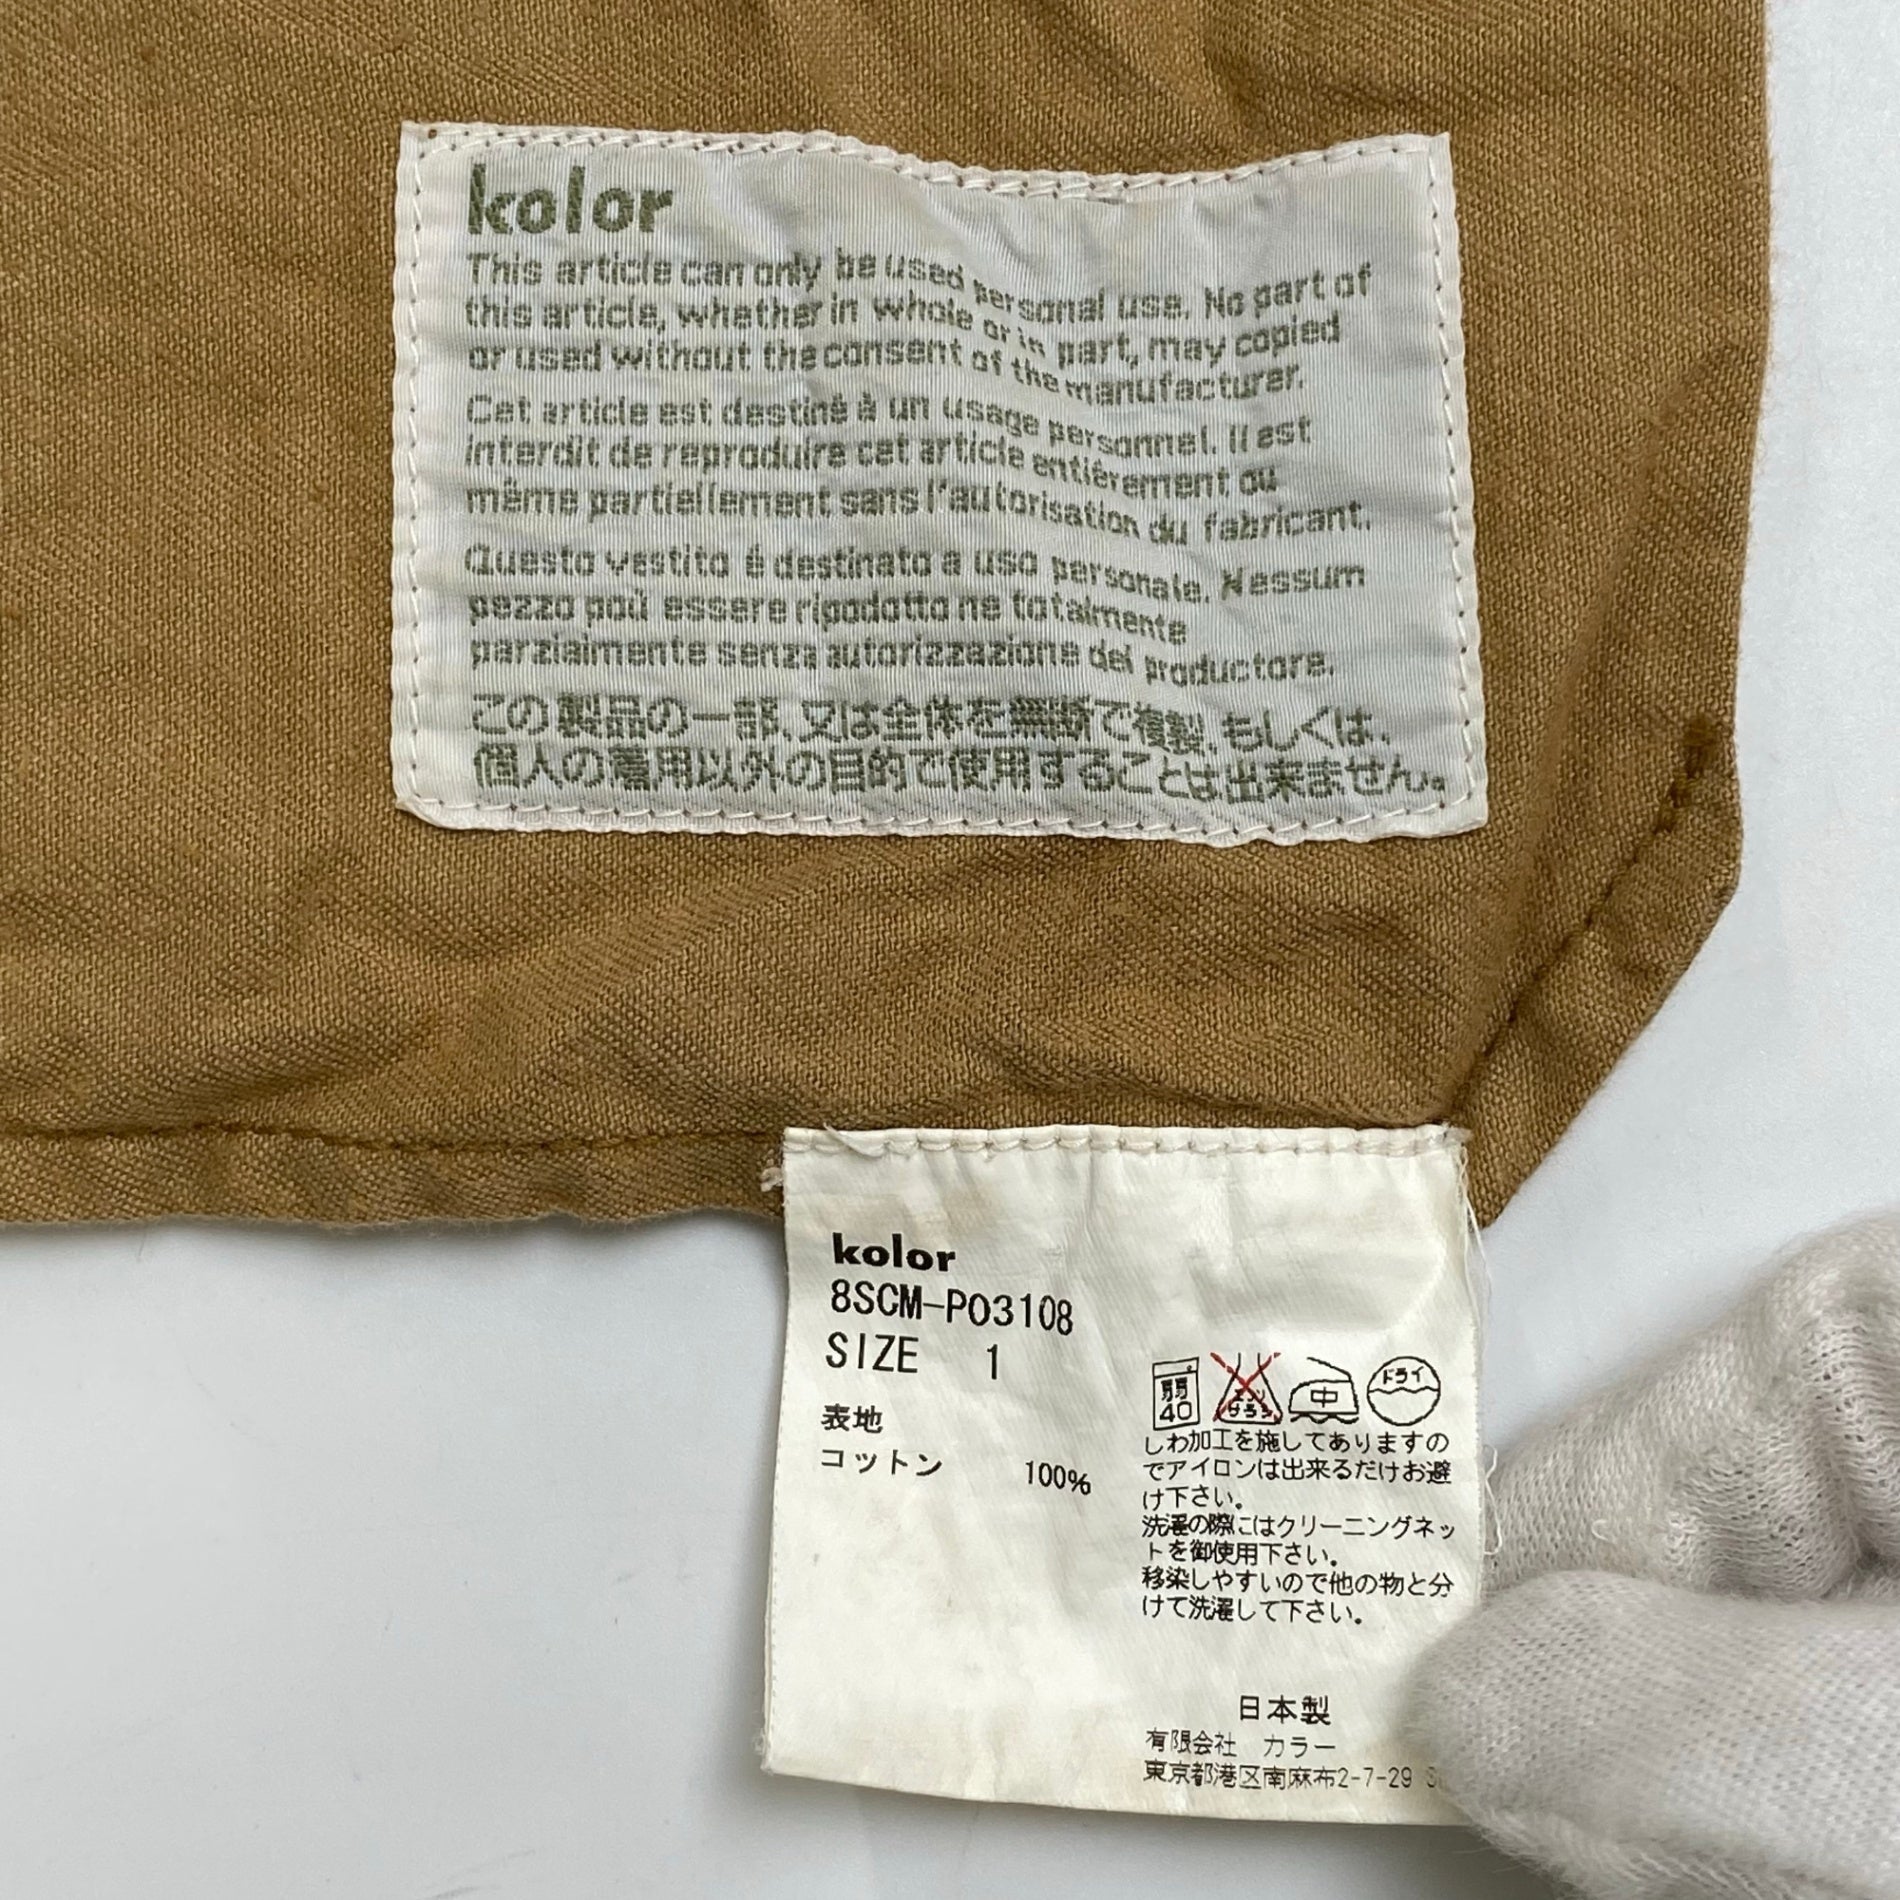 kolor
This article can only be used personal use. No part of
this article, whether in whole or in part, may copied
or used without the consent of the manufacturer.
Cet article est destiné à un usage personnel. Il est
interdit de reproduire cet article entiérement ou
même partiellement sans l'autorisation du fabricant.
Questo vestito é destinato a uso personale. Nessum
pezzo poù essere ripodotto ne totalmente
parzialmente senza autorizzazione del productore.
この製品の一部、又は全体を無断で複製、もしくは、
個人の着用以外の目的で使用することは出来ません。
kolor
8SCM-P03108
SIZE 1
表地
コットン 100%
弱 40 エンソ サラシ 中 ドライ
しわ加工を施してありますの
でアイロンは出来るだけお避
け下さい。
洗濯の際にはクリーニングネッ
トを御使用下さい。
移染しやすいので他の物と分
けて洗濯して下さい。
日本製
有限会社 カラー
東京都港区南麻布2-7-29